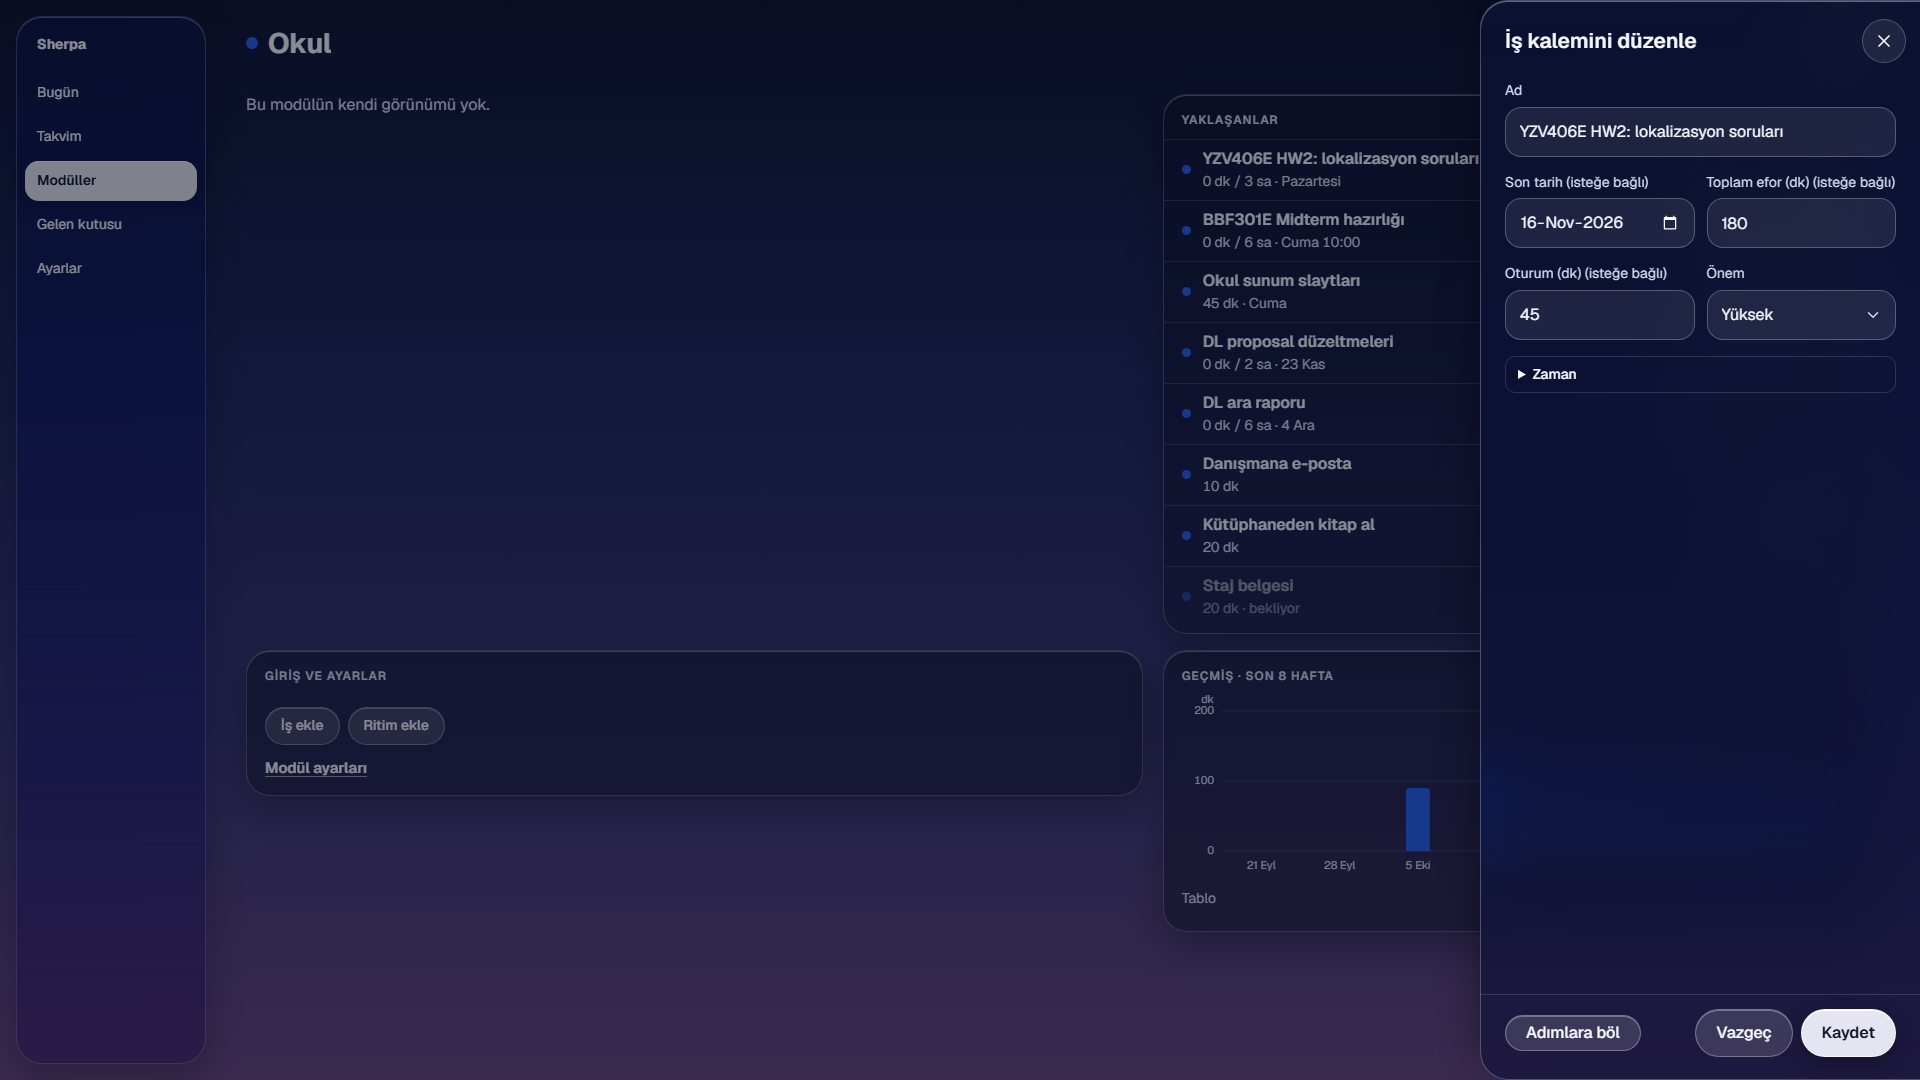 Sherpa
Bugün
Takvim
Modüller
Gelen kutusu
Ayarlar
Okul
Bu modülün kendi görünümü yok.
YAKLAŞANLAR
YZV406E HW2: lokalizasyon soruları
0 dk / 3 sa · Pazartesi
BBF301E Midterm hazırlığı
0 dk / 6 sa · Cuma 10:00
Okul sunum slaytları
45 dk · Cuma
DL proposal düzeltmeleri
0 dk / 2 sa · 23 Kas
DL ara raporu
0 dk / 6 sa · 4 Ara
Danışmana e-posta
10 dk
Kütüphaneden kitap al
20 dk
Staj belgesi
20 dk · bekliyor
GİRİŞ VE AYARLAR
İş ekle
Ritim ekle
Modül ayarları
GEÇMİŞ · SON 8 HAFTA
dk
200
100
0
21 Eyl
28 Eyl
5 Eki
Tablo
İş kalemini düzenle
Ad
YZV406E HW2: lokalizasyon soruları
Son tarih (isteğe bağlı)
Toplam efor (dk) (isteğe bağlı)
16-Nov-2026
180
Oturum (dk) (isteğe bağlı)
Önem
45
Yüksek
Zaman
Adımlara böl
Vazgeç
Kaydet